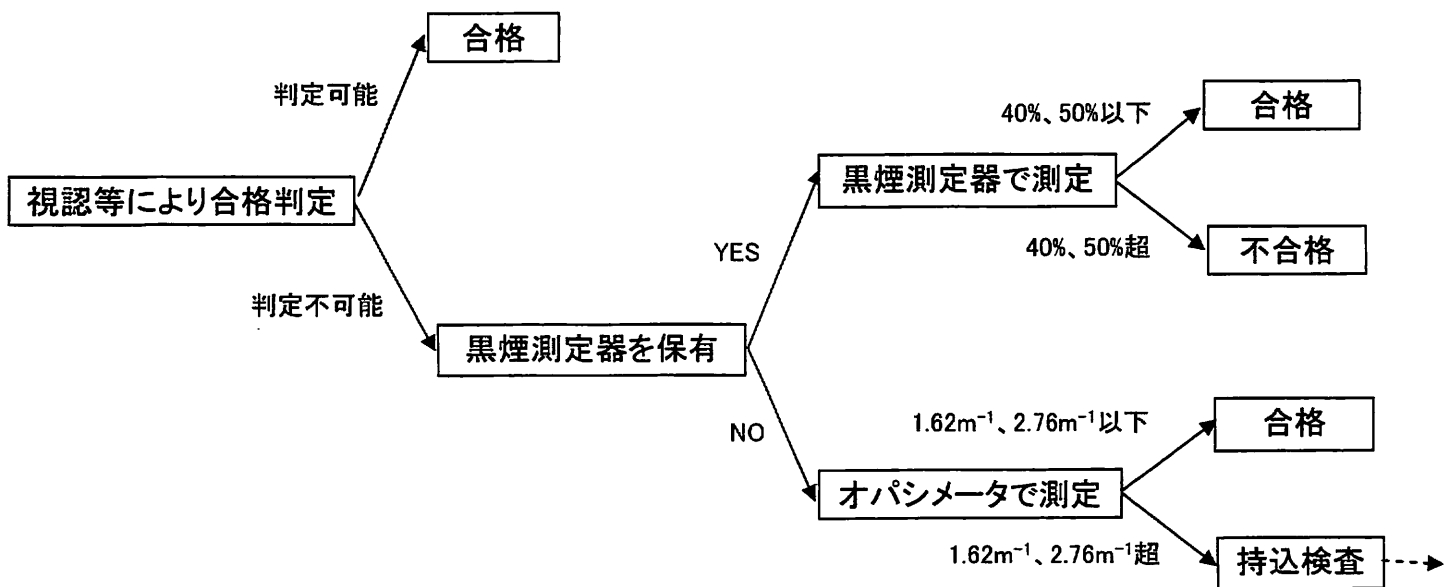 合格
判定可能
視認等により合格判定
判定不可能
黒煙測定器を保有
YES
NO
黒煙測定器で測定
40%、50%以下
合格
40%、50%超
不合格
オパシメータで測定
1.62m⁻¹、2.76m⁻¹以下
合格
1.62m⁻¹、2.76m⁻¹超
持込検査